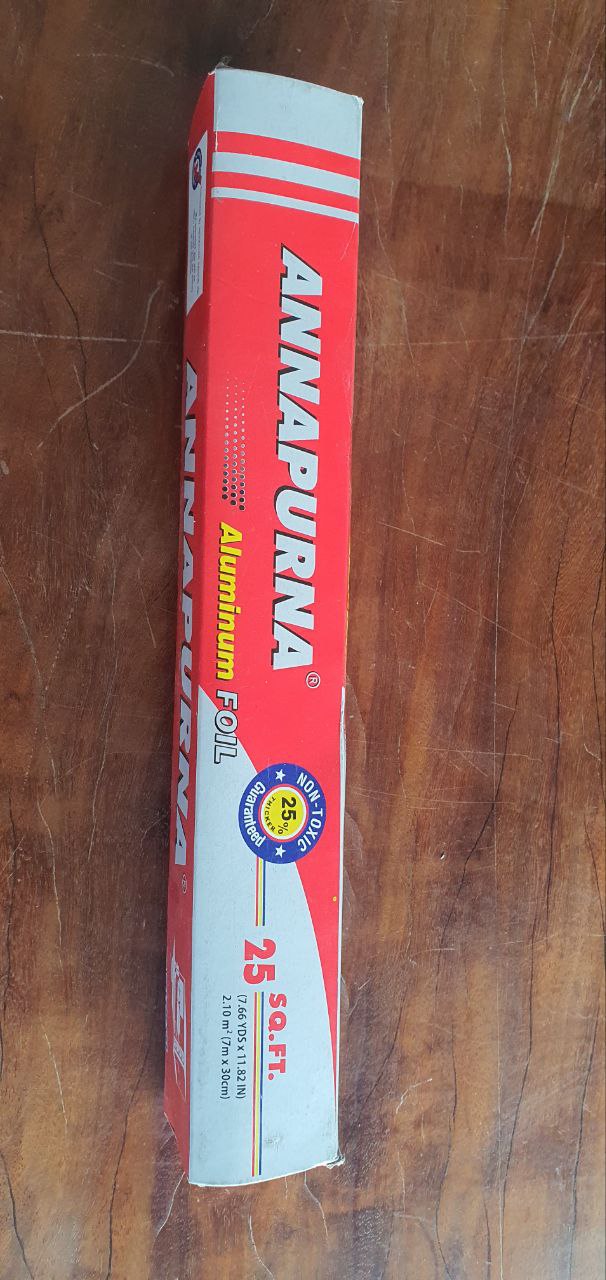 ANNAPURNA®
Aluminum FOIL
NON-TOXIC
25%
THICKER
Guaranteed
25 SQ.FT.
(7.66 YDS x 11.82 IN)
2.10 m² (7m x 30cm)
ANNAPURNA®